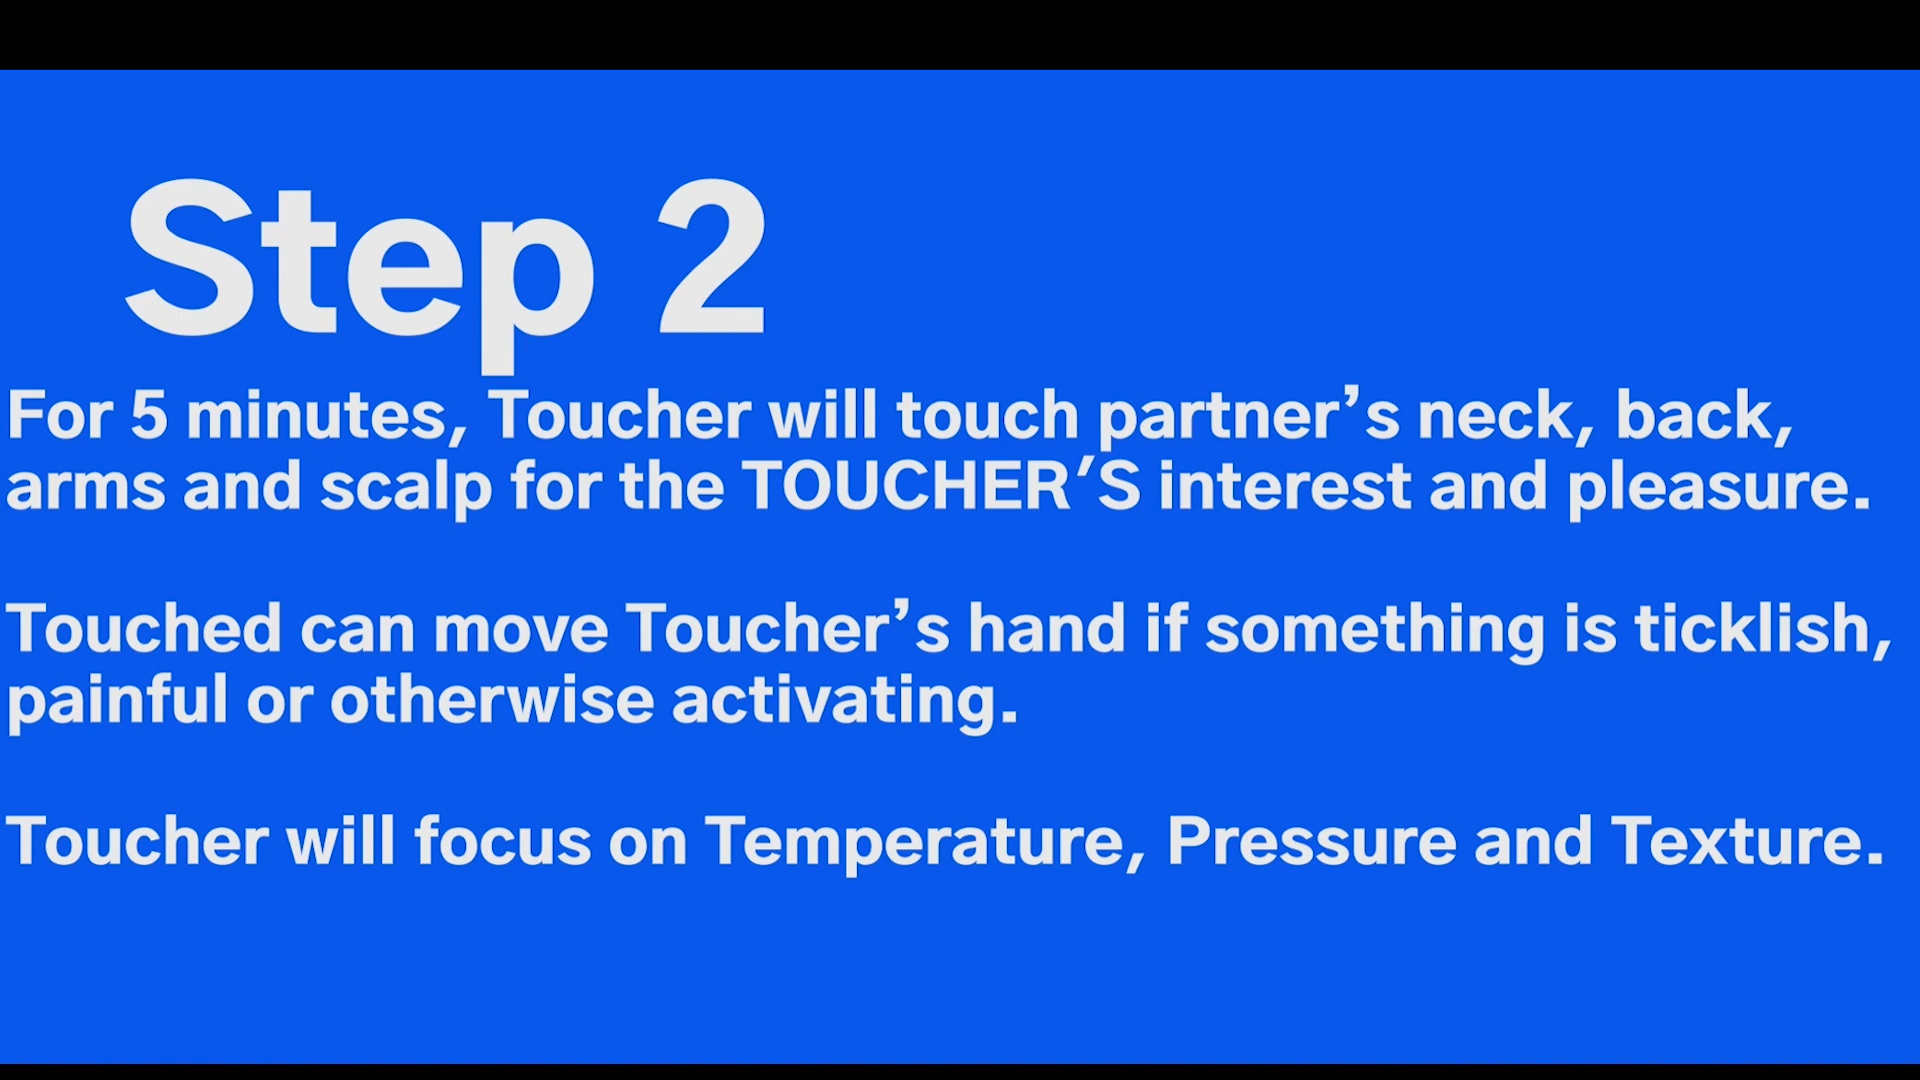 Step 2
For 5 minutes, Toucher will touch partner’s neck, back,
arms and scalp for the TOUCHER’S interest and pleasure.
Touched can move Toucher’s hand if something is ticklish,
painful or otherwise activating.
Toucher will focus on Temperature, Pressure and Texture.